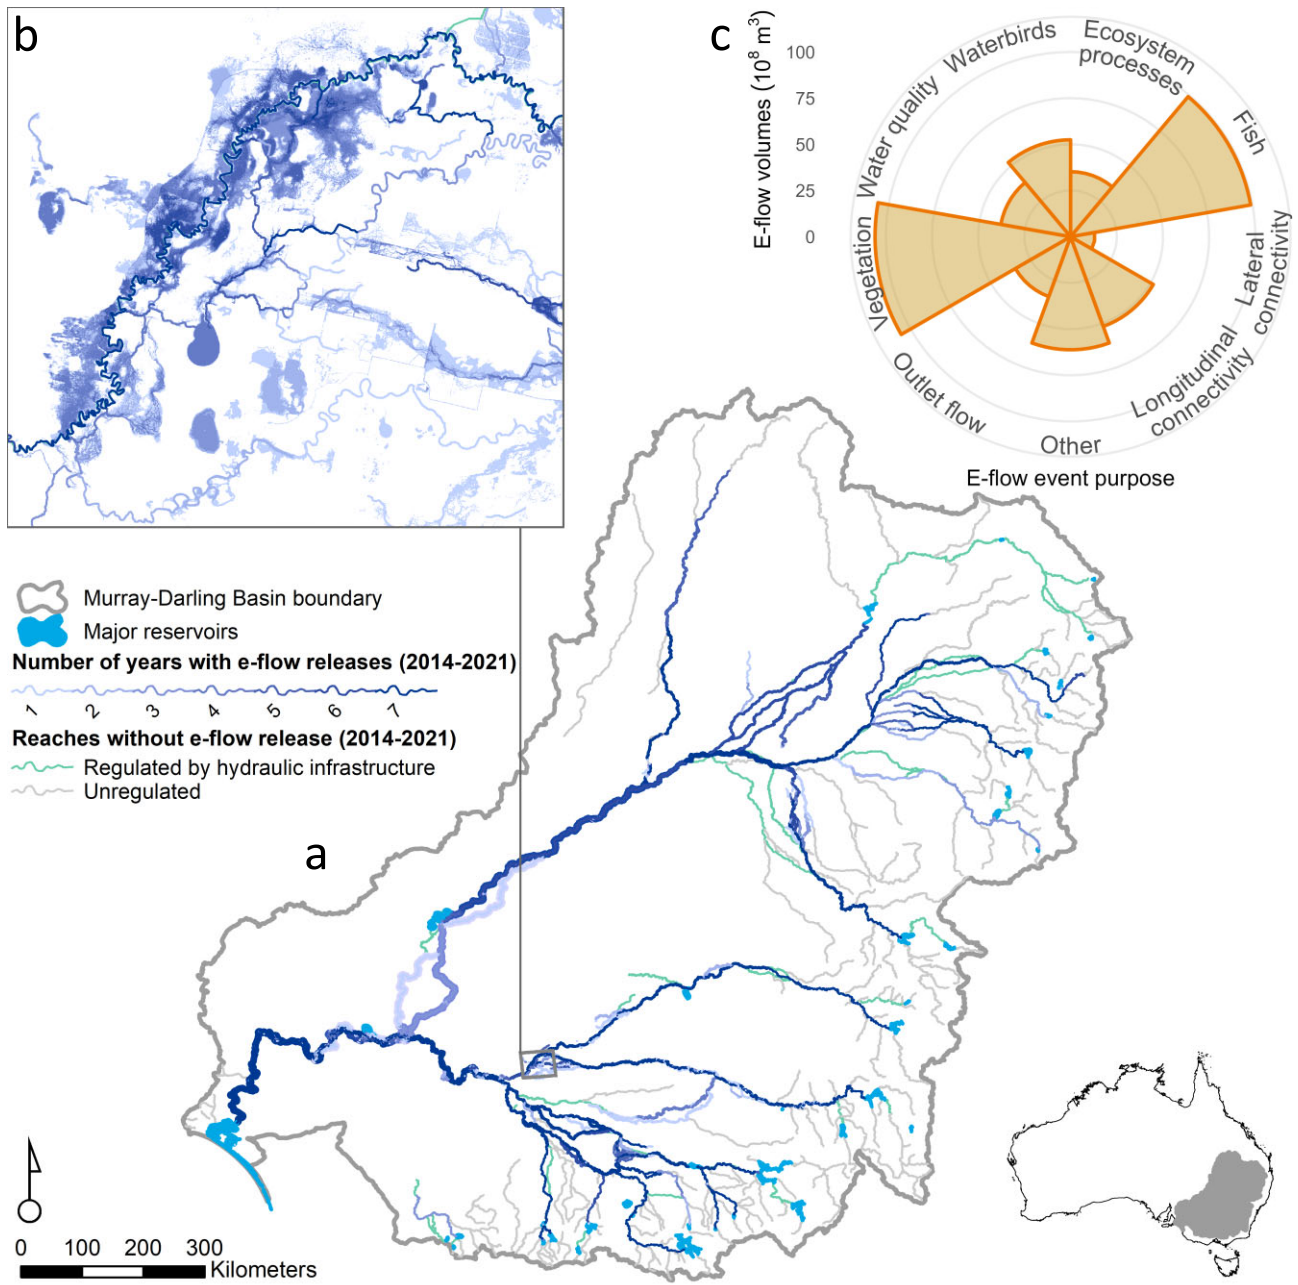 b
c
E-flow volumes (10⁸ m³)
100
75
50
25
0
Waterbirds
Ecosystem
processes
Fish
Lateral
connectivity
Longitudinal
connectivity
Other
Outlet flow
Vegetation
Water quality
E-flow event purpose
Murray-Darling Basin boundary
Major reservoirs
Number of years with e-flow releases (2014-2021)
1 2 3 4 5 6 7
Reaches without e-flow release (2014-2021)
Regulated by hydraulic infrastructure
Unregulated
a
0 100 200 300
Kilometers